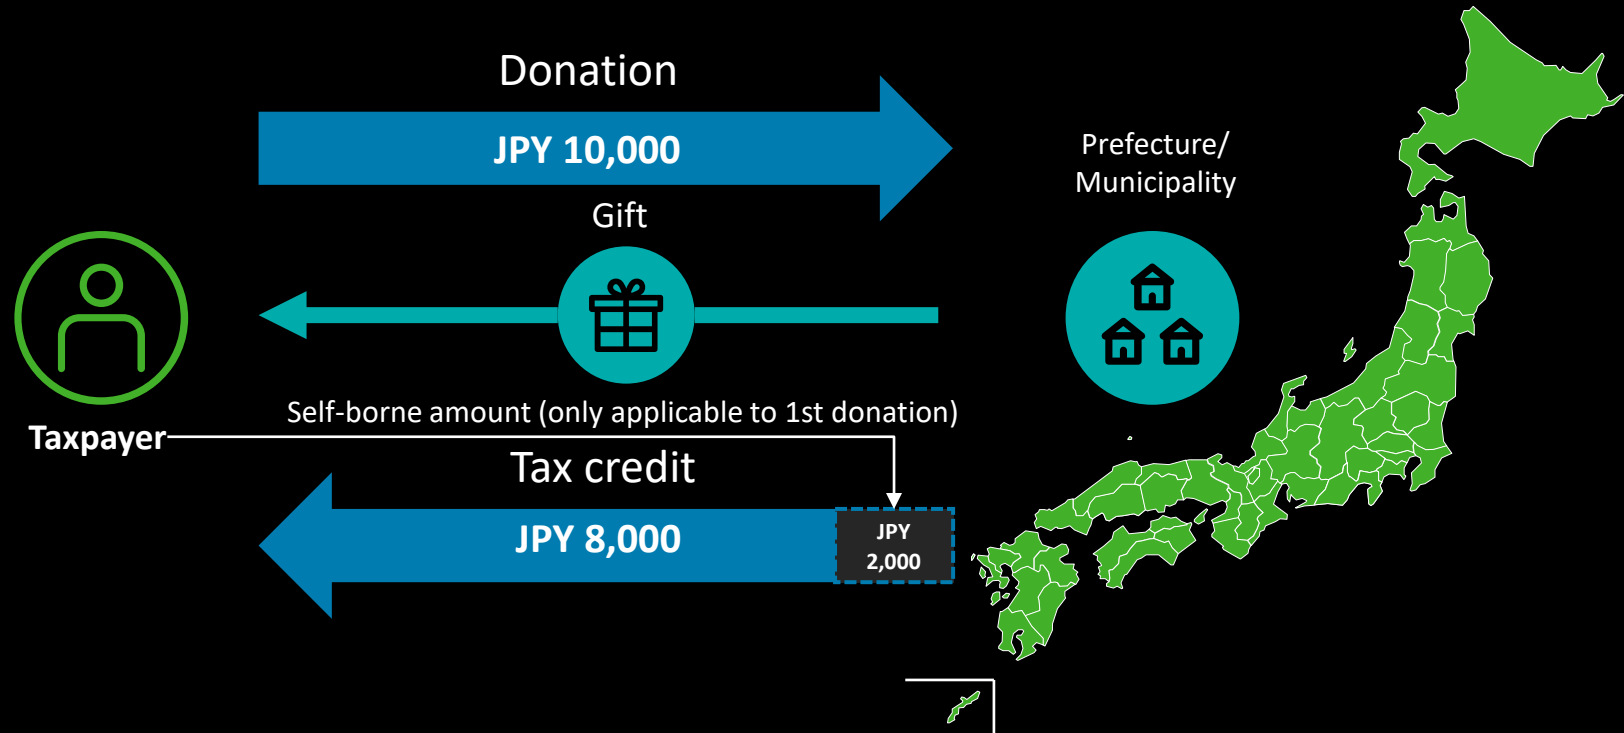 Donation
JPY 10,000
Prefecture/
Municipality
Gift
Self-borne amount (only applicable to 1st donation)
Taxpayer
Tax credit
JPY 8,000
JPY
2,000